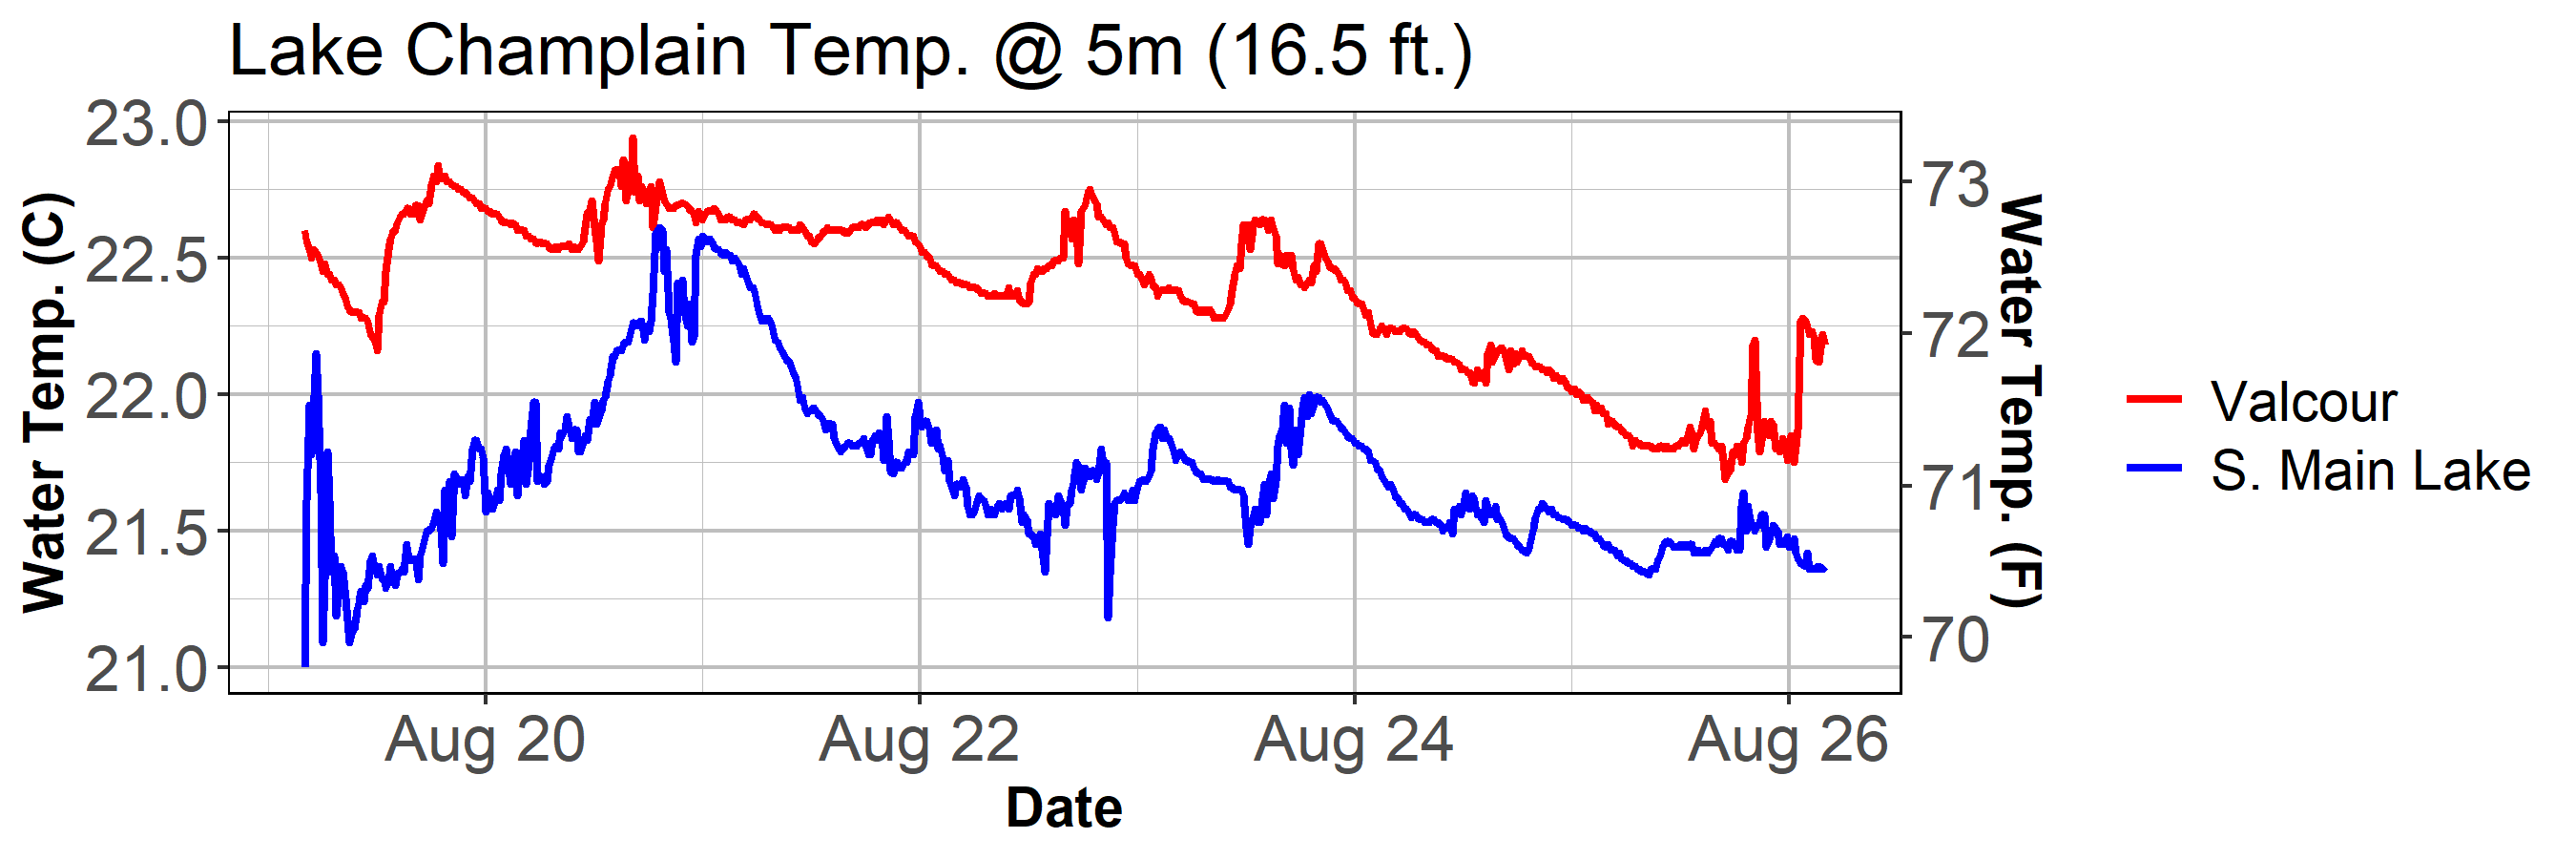 Lake Champlain Temp. @ 5m (16.5 ft.)
Water Temp. (C)
23.0
22.5
22.0
21.5
21.0
73
72
71
70
Water Temp. (F)
Aug 20 Aug 22 Aug 24 Aug 26
Date
Valcour
S. Main Lake